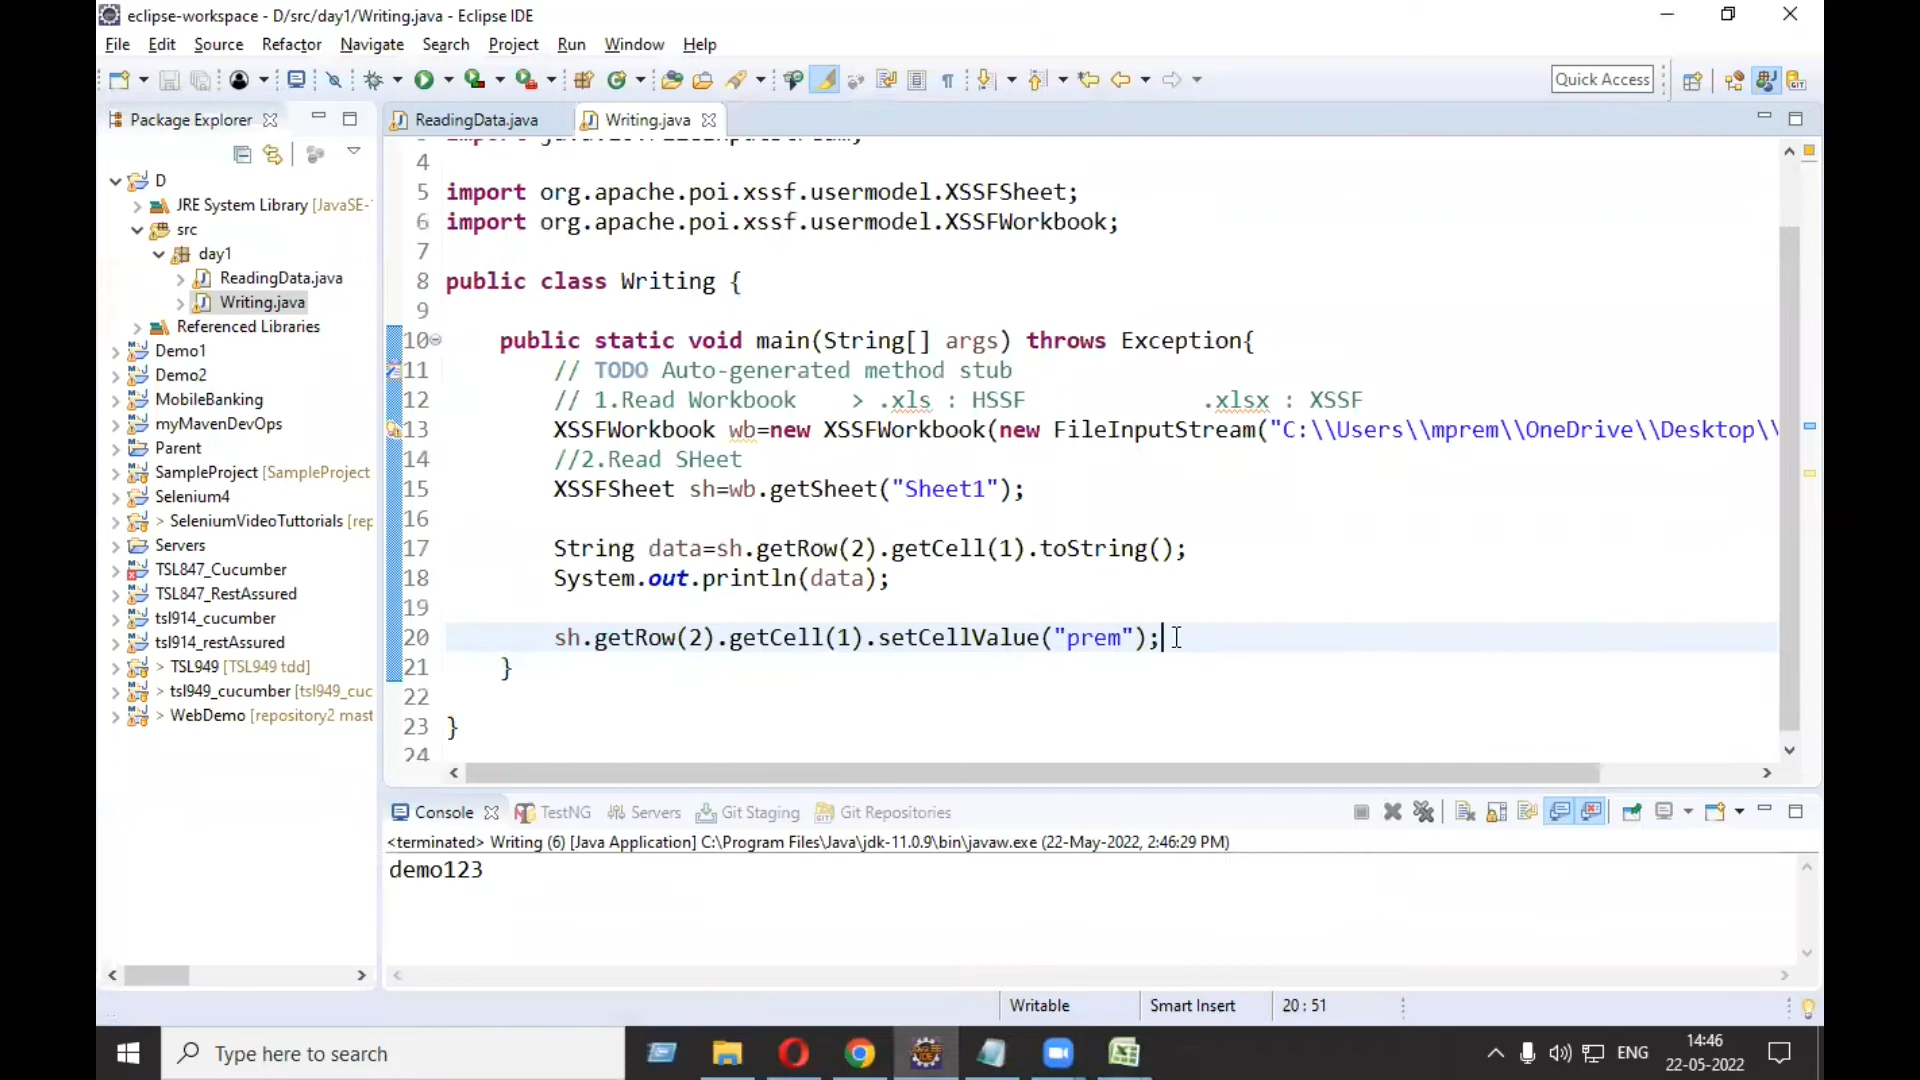 eclipse-workspace - D/src/day1/Writing.java - Eclipse IDE
File Edit Source Refactor Navigate Search Project Run Window Help
Quick Access
Package Explorer
ReadingData.java
Writing.java
D
JRE System Library [JavaSE-
src
day1
ReadingData.java
Writing.java
Referenced Libraries
Demo1
Demo2
MobileBanking
myMavenDevOps
Parent
SampleProject [SampleProject
Selenium4
> SeleniumVideoTuttorials [rep
Servers
TSL847_Cucumber
TSL847_RestAssured
tsl914_cucumber
tsl914_restAssured
> TSL949 [TSL949 tdd]
> tsl949_cucumber [tsl949_cuc
> WebDemo [repository2 mast
4
5 import org.apache.poi.xssf.usermodel.XSSFSheet;
6 import org.apache.poi.xssf.usermodel.XSSFWorkbook;
7
8 public class Writing {
9
10 public static void main(String[] args) throws Exception{
11 // TODO Auto-generated method stub
12 // 1.Read Workbook > .xls : HSSF .xlsx : XSSF
13 XSSFWorkbook wb=new XSSFWorkbook(new FileInputStream("C:\\Users\\mprem\\OneDrive\\Desktop\\
14 //2.Read SHeet
15 XSSFSheet sh=wb.getSheet("Sheet1");
16
17 String data=sh.getRow(2).getCell(1).toString();
18 System.out.println(data);
19
20 sh.getRow(2).getCell(1).setCellValue("prem");
21 }
22
23 }
24
Console TestNG Servers Git Staging Git Repositories
<terminated> Writing (6) [Java Application] C:\Program Files\Java\jdk-11.0.9\bin\javaw.exe (22-May-2022, 2:46:29 PM)
demo123
Writable Smart Insert 20 : 51
Type here to search
ENG
14:46
22-05-2022